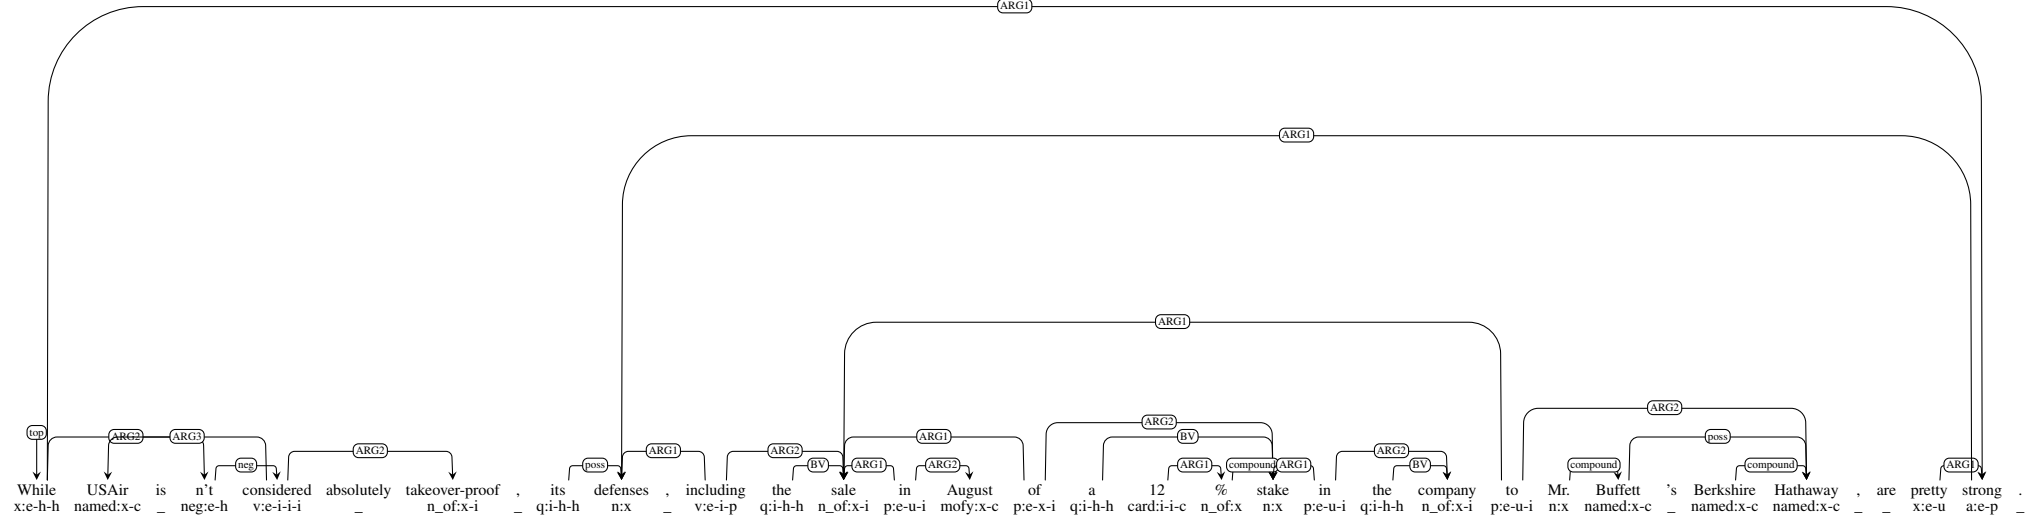 ARG1
ARG1
ARG1
ARG2
ARG2
BV
poss
top
ARG2
ARG3
ARG1
ARG2
ARG1
ARG2
ARG2
neg
poss
BV
ARG1
ARG2
ARG1
compound
ARG1
BV
compound
compound
ARG1
While USAir is n't considered absolutely takeover-proof , its defenses , including the sale in August of a 12 % stake in the company to Mr. Buffett 's Berkshire Hathaway , are pretty strong .
x:e-h-h named:x-c _ neg:e-h v:e-i-i-i _ n_of:x-i _ q:i-h-h n:x _ v:e-i-p q:i-h-h n_of:x-i p:e-u-i mofy:x-c p:e-x-i q:i-h-h card:i-i-c n_of:x n:x p:e-u-i q:i-h-h n_of:x-i p:e-u-i n:x named:x-c _ named:x-c named:x-c _ _ x:e-u a:e-p _